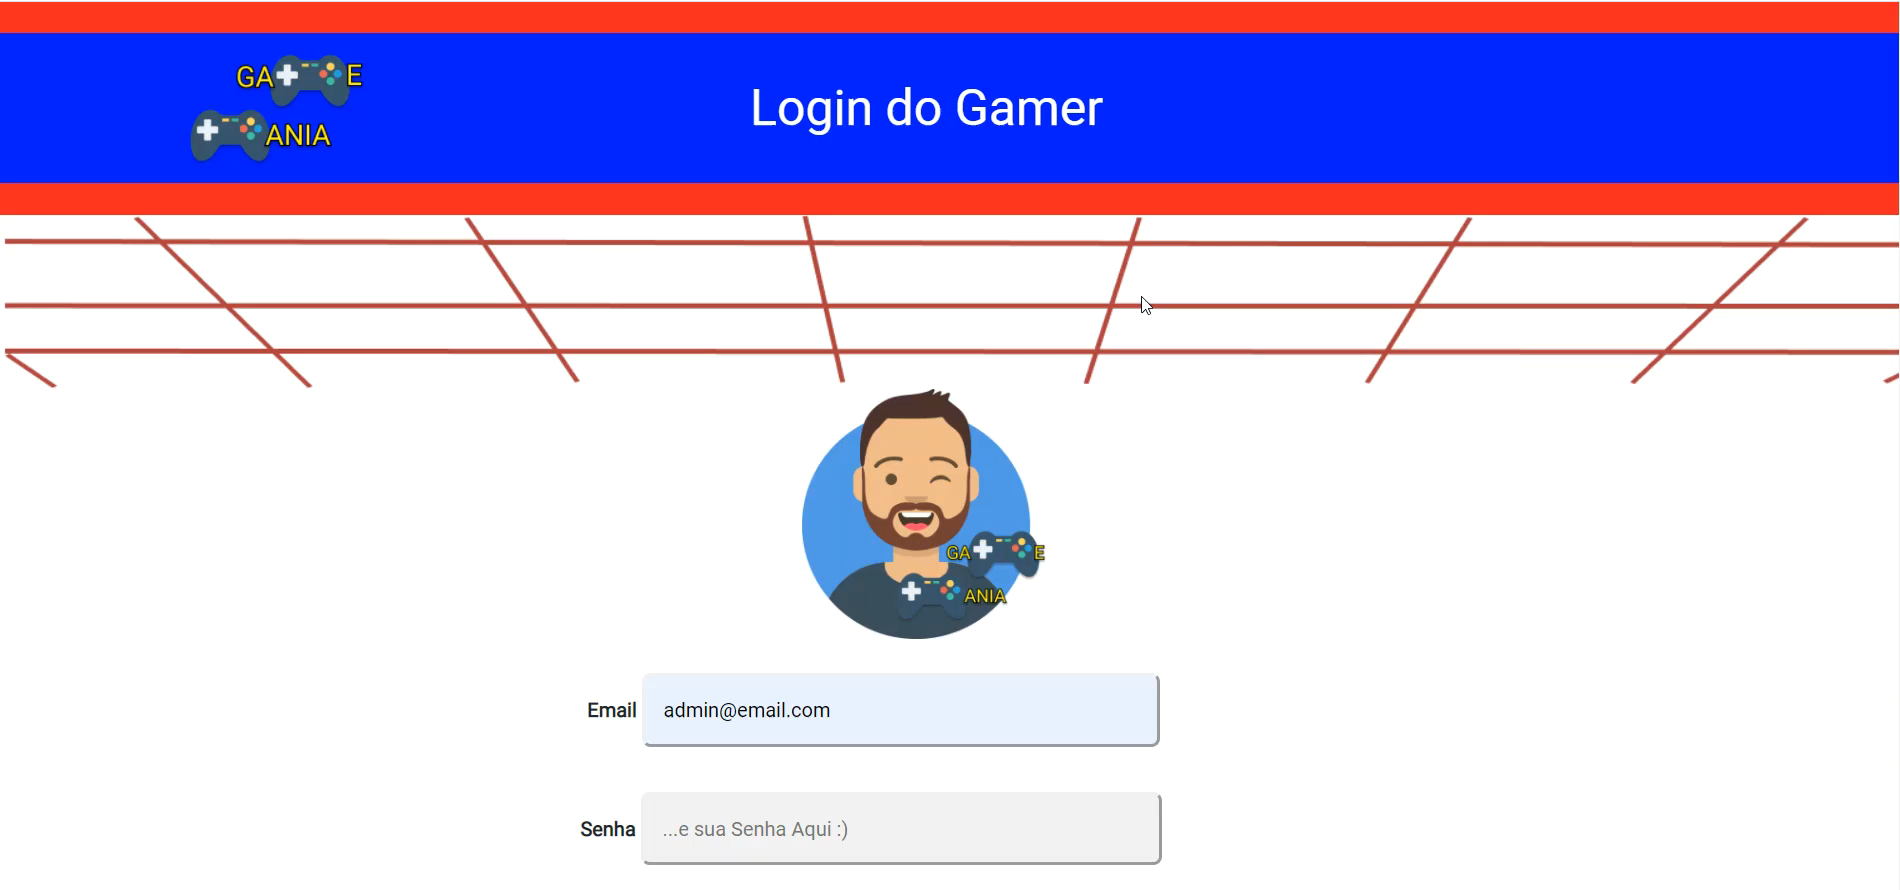 GA E
ANIA
Login do Gamer
GA E
ANIA
Email
admin@email.com
Senha
...e sua Senha Aqui :)